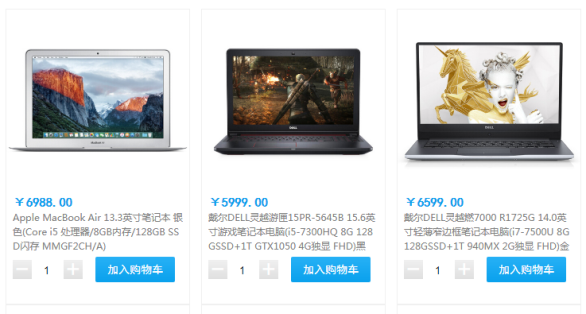 ￥6988.00
Apple MacBook Air 13.3英寸笔记本 银
色(Core i5 处理器/8GB内存/128GB SS
D闪存 MMGF2CH/A)
1
加入购物车
￥5999.00
戴尔DELL灵越游匣15PR-5645B 15.6英
寸游戏笔记本电脑(i5-7300HQ 8G 128
GSSD+1T GTX1050 4G独显 FHD)黑
1
加入购物车
￥6599.00
戴尔DELL灵越燃7000 R1725G 14.0英
寸轻薄窄边框笔记本电脑(i7-7500U 8G
128GSSD+1T 940MX 2G独显 FHD)金
1
加入购物车